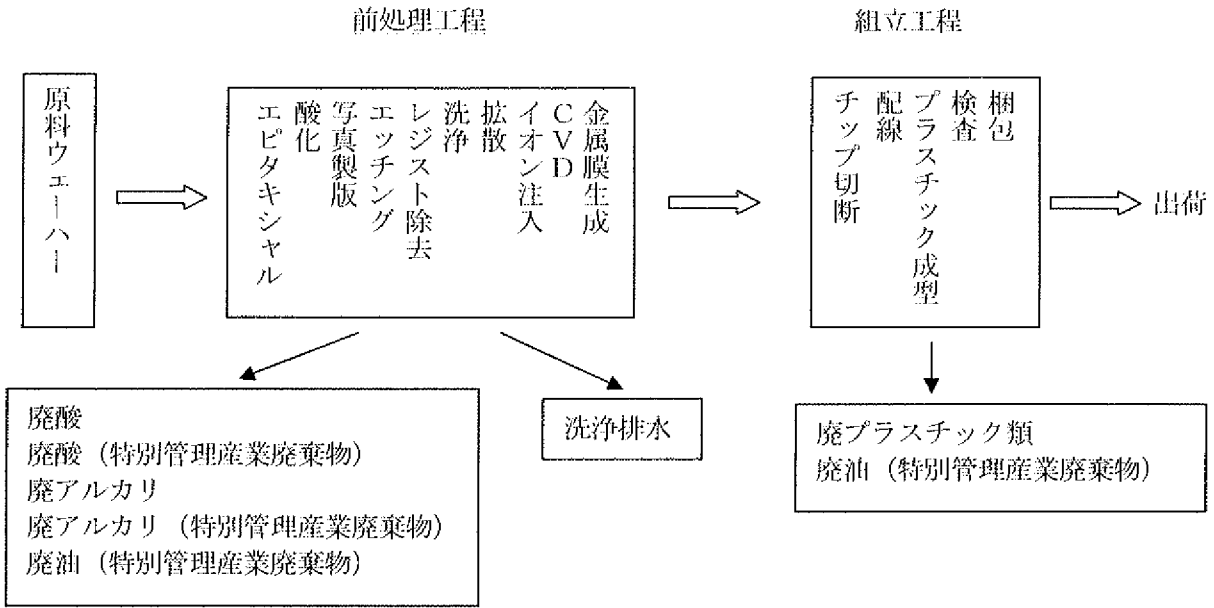 前処理工程
組立工程
原料ウェーハー
エピタキシャル
酸化
写真製版
エッチング
レジスト除去
洗浄
拡散
イオン注入
CVD
金属膜生成
チップ切断
配線
プラスチック成型
検査
梱包
出荷
廃酸
廃酸（特別管理産業廃棄物）
廃アルカリ
廃アルカリ（特別管理産業廃棄物）
廃油（特別管理産業廃棄物）
洗浄排水
廃プラスチック類
廃油（特別管理産業廃棄物）